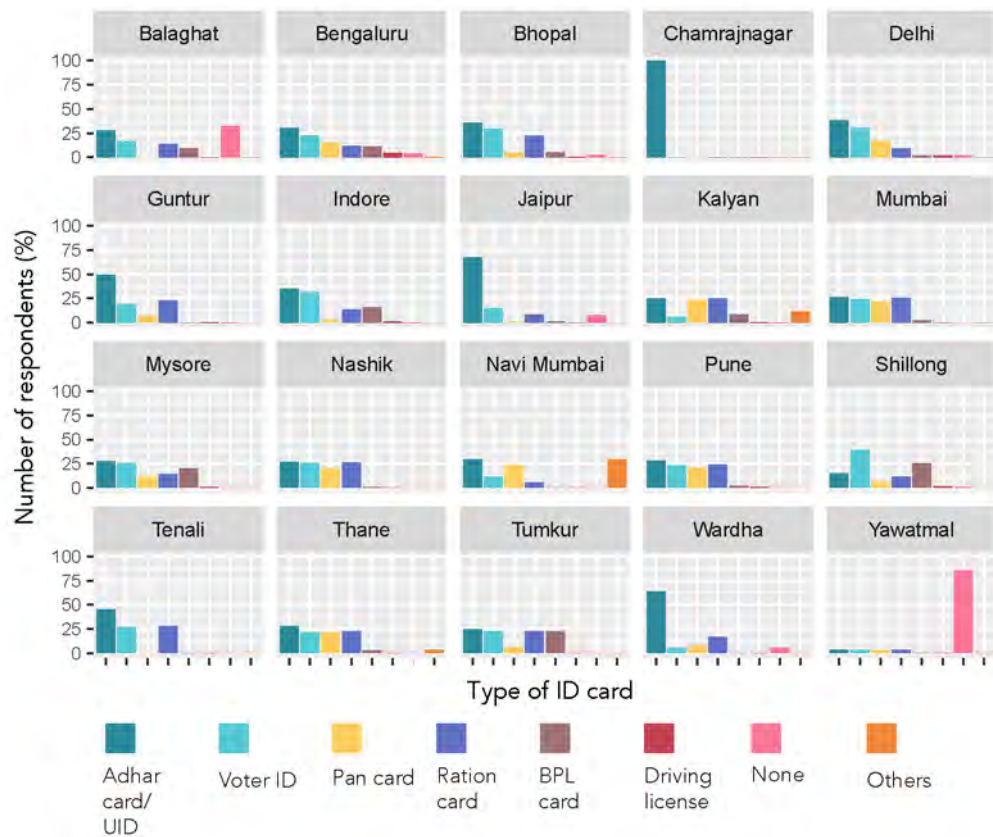 Balaghat Bengaluru Bhopal Chamrajnagar Delhi
100
75
50
25
0
Guntur Indore Jaipur Kalyan Mumbai
100
75
50
25
0
Mysore Nashik Navi Mumbai Pune Shillong
100
75
50
25
0
Tenali Thane Tumkur Wardha Yawatmal
100
75
50
25
0
Number of respondents (%)
Type of ID card
Adhar card/ UID
Voter ID
Pan card
Ration card
BPL card
Driving license
None
Others